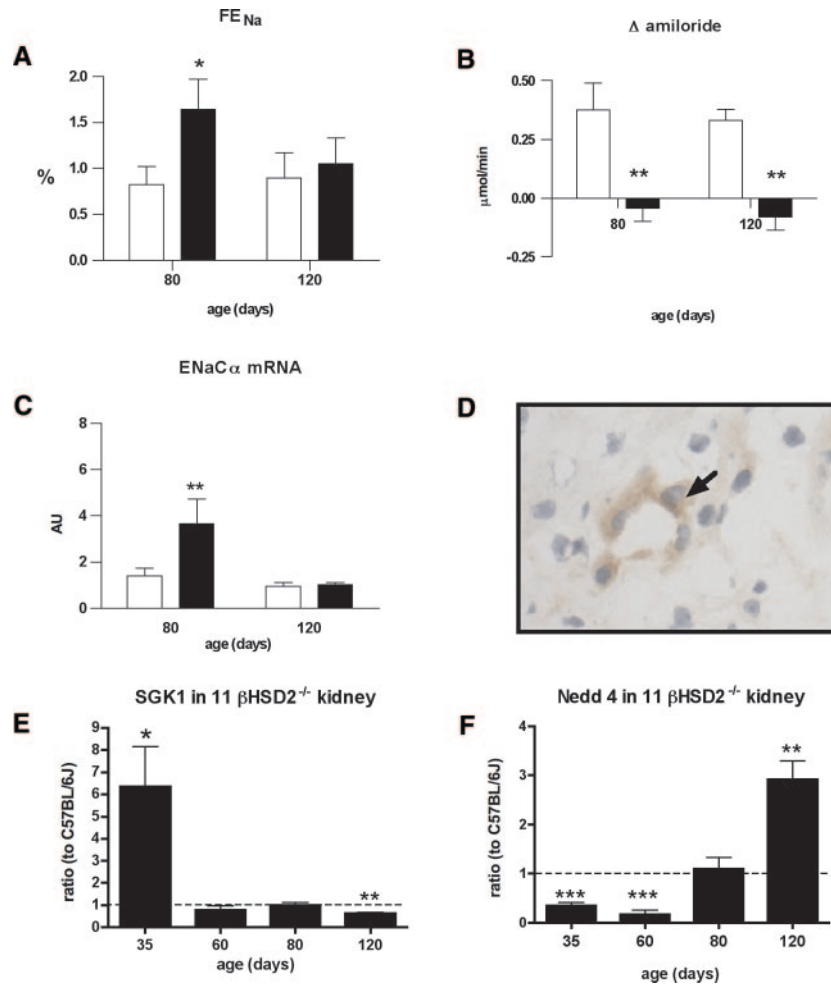 FE Na
A
*
2.0
1.5
%
1.0
0.5
0.0
80
120
age (days)
Δ amiloride
B
0.50
0.25
μmol/min
0.00
-0.25
**
**
80
120
age (days)
ENaCα mRNA
C
8
6
AU
4
2
0
**
80
120
age (days)
D
SGK1 in 11 βHSD2-/- kidney
E
ratio (to C57BL/6J)
9
8
7
6
5
4
3
2
1
0
*
**
35
60
80
120
age (days)
Nedd 4 in 11 βHSD2-/- kidney
F
ratio (to C57BL/6J)
4
3
2
1
0
***
***
**
35
60
80
120
age (days)